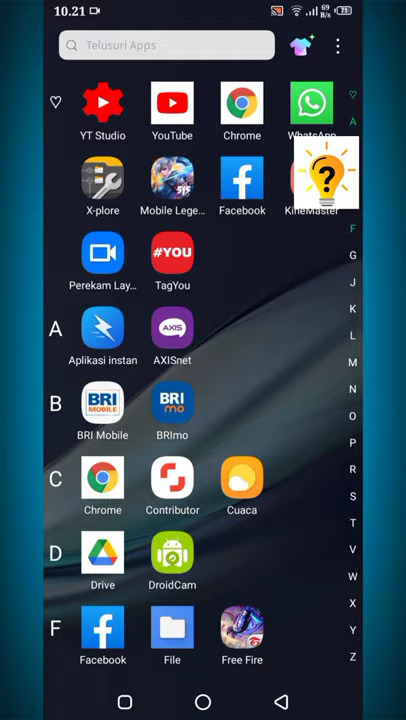 10.21
69 B/s
71
Telusuri Apps
A
YT Studio YouTube Chrome WhatsApp
?
X-plore Mobile Lege... Facebook KineMaster
F
G
J
K
L
M
N
O
P
R
S
T
V
W
X
Y
Z
#YOU
Perekam Lay... TagYou
A
AXIS
Aplikasi instan AXISnet
B
BRI MOBILE
BRI mo
BRI Mobile BRImo
C
Chrome Contributor Cuaca
D
Drive DroidCam
F
Facebook File Free Fire